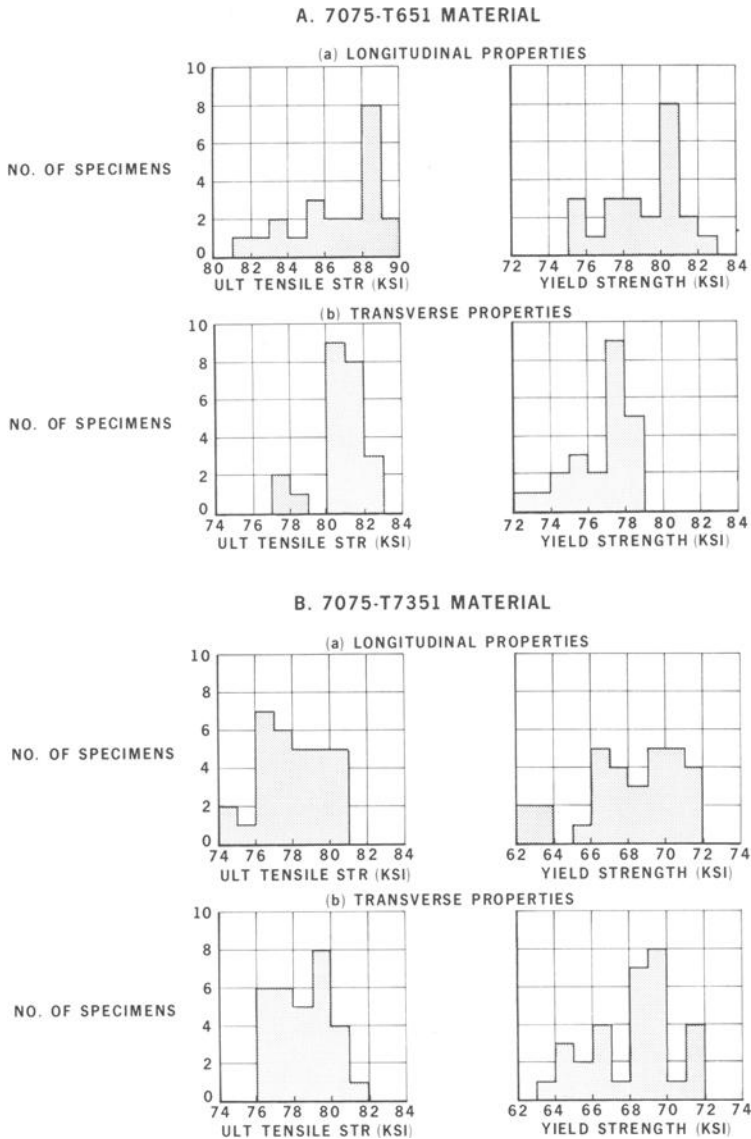 A. 7075-T651 MATERIAL
(a) LONGITUDINAL PROPERTIES
10
8
6
4
2
0
NO. OF SPECIMENS
80 82 84 86 88 90
72 74 76 78 80 82 84
ULT TENSILE STR (KSI)
YIELD STRENGTH (KSI)
(b) TRANSVERSE PROPERTIES
10
8
6
4
2
0
NO. OF SPECIMENS
74 76 78 80 82 84
72 74 76 78 80 82 84
ULT TENSILE STR (KSI)
YIELD STRENGTH (KSI)
B. 7075-T7351 MATERIAL
(a) LONGITUDINAL PROPERTIES
10
8
6
4
2
0
NO. OF SPECIMENS
74 76 78 80 82 84
62 64 66 68 70 72 74
ULT TENSILE STR (KSI)
YIELD STRENGTH (KSI)
(b) TRANSVERSE PROPERTIES
10
8
6
4
2
0
NO. OF SPECIMENS
74 76 78 80 82 84
62 64 66 68 70 72 74
ULT TENSILE STR (KSI)
YIELD STRENGTH (KSI)